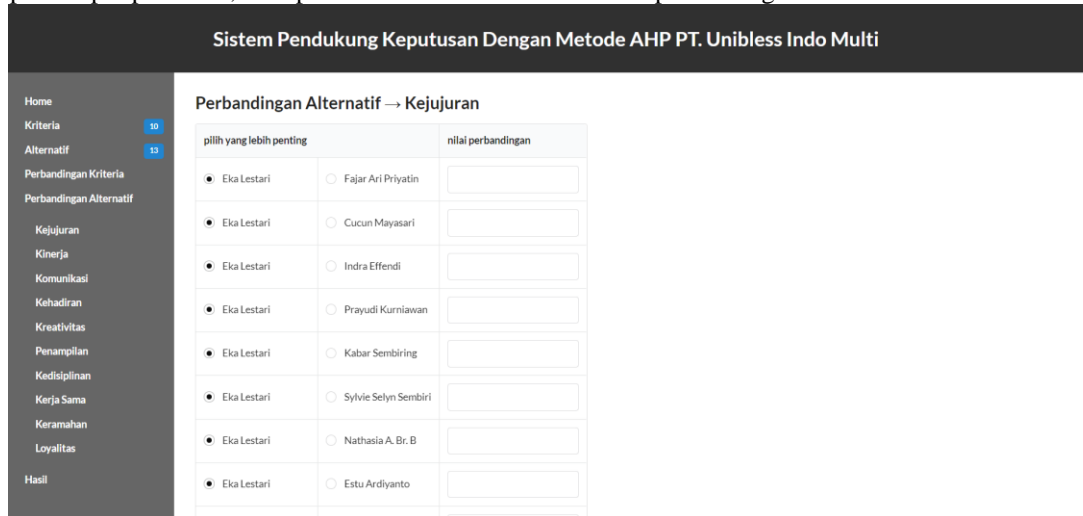 Sistem Pendukung Keputusan Dengan Metode AHP PT. Unibless Indo Multi
Home
Kriteria 10
Alternatif 13
Perbandingan Kriteria
Perbandingan Alternatif
Kejujuran
Kinerja
Komunikasi
Kehadiran
Kreativitas
Penampilan
Kedisiplinan
Kerja Sama
Keramahan
Loyalitas
Hasil
Perbandingan Alternatif → Kejujuran
pilih yang lebih penting nilai perbandingan
Eka Lestari Fajar Ari Priyatin
Eka Lestari Cucun Mayasari
Eka Lestari Indra Effendi
Eka Lestari Prayudi Kurniawan
Eka Lestari Kabar Sembiring
Eka Lestari Sylvie Selyn Sembiri
Eka Lestari Nathasia A. Br. B
Eka Lestari Estu Ardiyanto